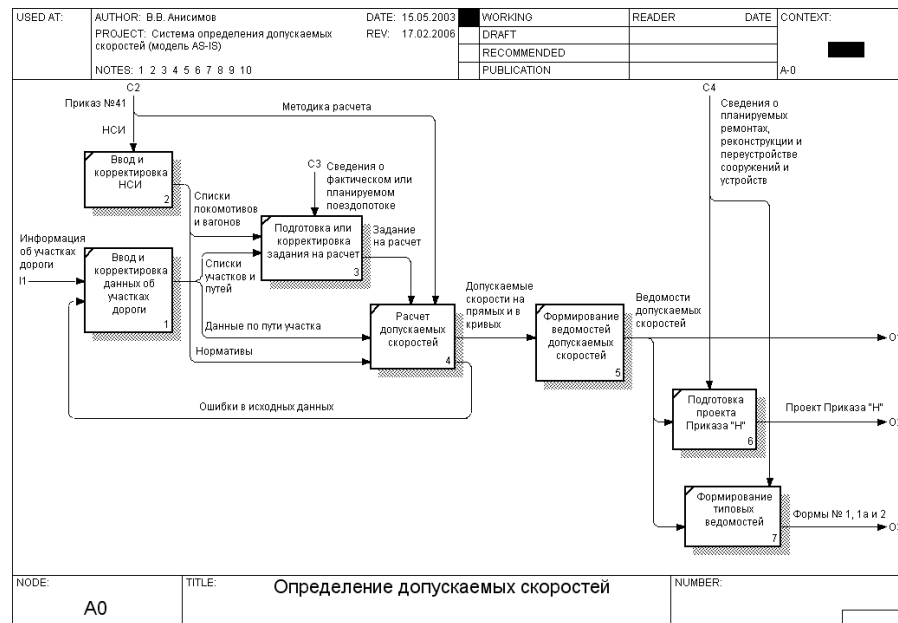 USED AT:
AUTHOR: В.В. Анисимов
DATE: 15.05.2003
WORKING
READER
DATE
CONTEXT:
PROJECT: Система определения допускаемых
скоростей (модель AS-IS)
REV: 17.02.2006
DRAFT
RECOMMENDED
NOTES: 1 2 3 4 5 6 7 8 9 10
PUBLICATION
A-0
C2
Приказ №41
Методика расчета
НСИ
C4
Сведения о
планируемых
ремонтах,
реконструкции и
переустройстве
сооружений и
устройств
Ввод и
корректировка
НСИ
2
C3
Сведения о
фактическом или
планируемом
поездопотоке
Списки
локомотивов
и вагонов
Подготовка или
корректировка
задания на расчет
3
Задание
на расчет
Информация
об участках
дороги
I1
Ввод и
корректировка
данных об
участках
дороги
1
Списки
участков и
путей
Данные по пути участка
Нормативы
Расчет
допускаемых
скоростей
4
Допускаемые
скорости на
прямых и в
кривых
Формирование
ведомостей
допускаемых
скоростей
5
Ведомости
допускаемых
скоростей
Ошибки в исходных данных
Подготовка
проекта
Приказа "Н"
6
Проект Приказа "Н"
Формирование
типовых
ведомостей
7
Формы № 1, 1а и 2
NODE:
A0
TITLE:
Определение допускаемых скоростей
NUMBER: